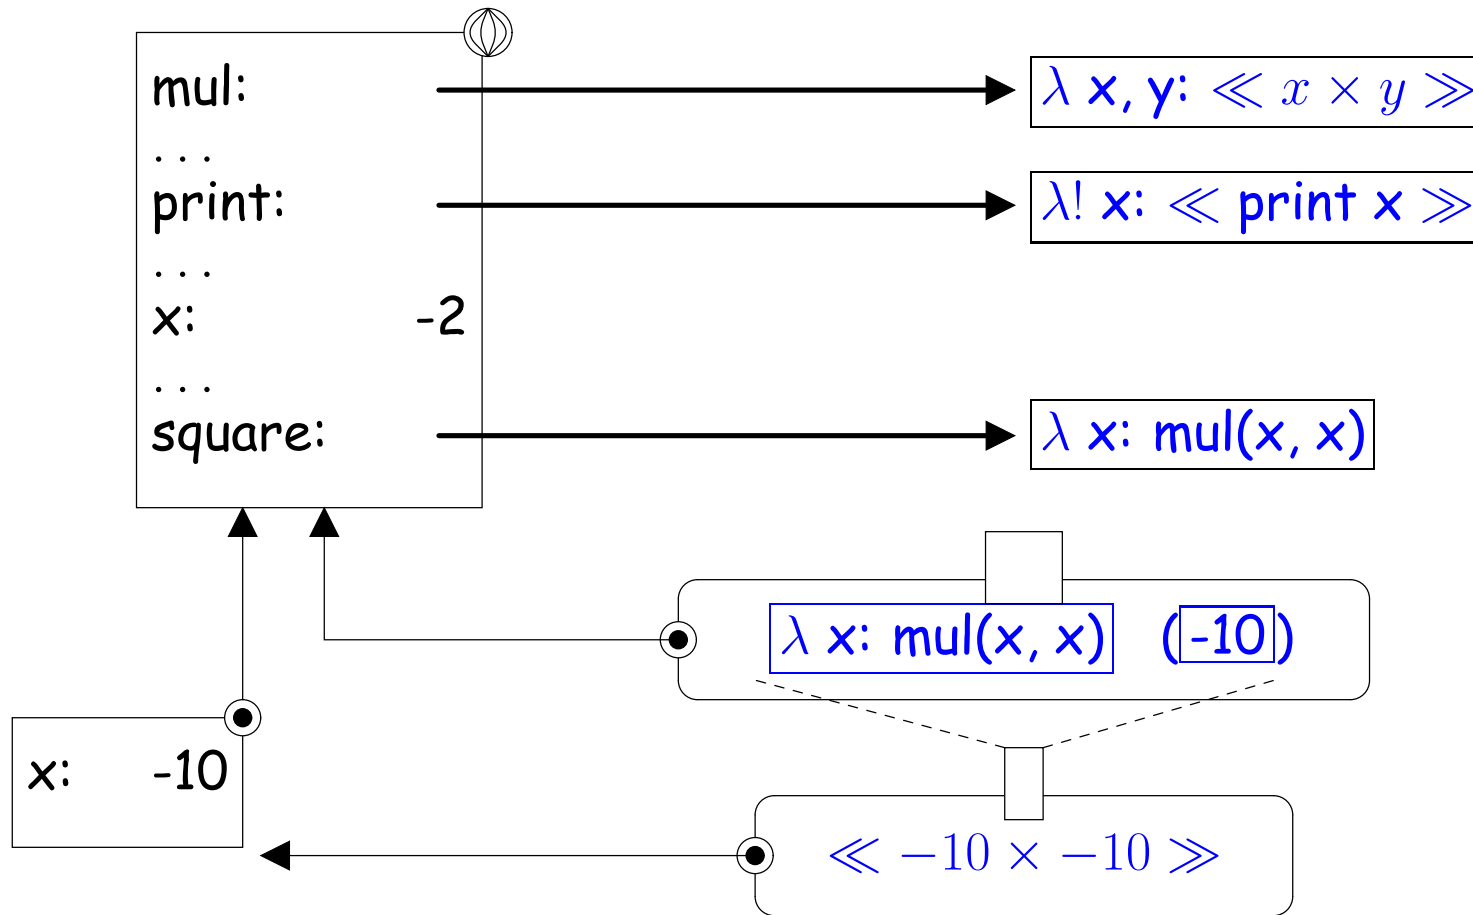 mul: λ x, y: ≪ x × y ≫
. . .
print: λ! x: ≪ print x ≫
. . .
x: -2
. . .
square: λ x: mul(x, x)
λ x: mul(x, x) (-10)
x: -10
≪ −10 × −10 ≫